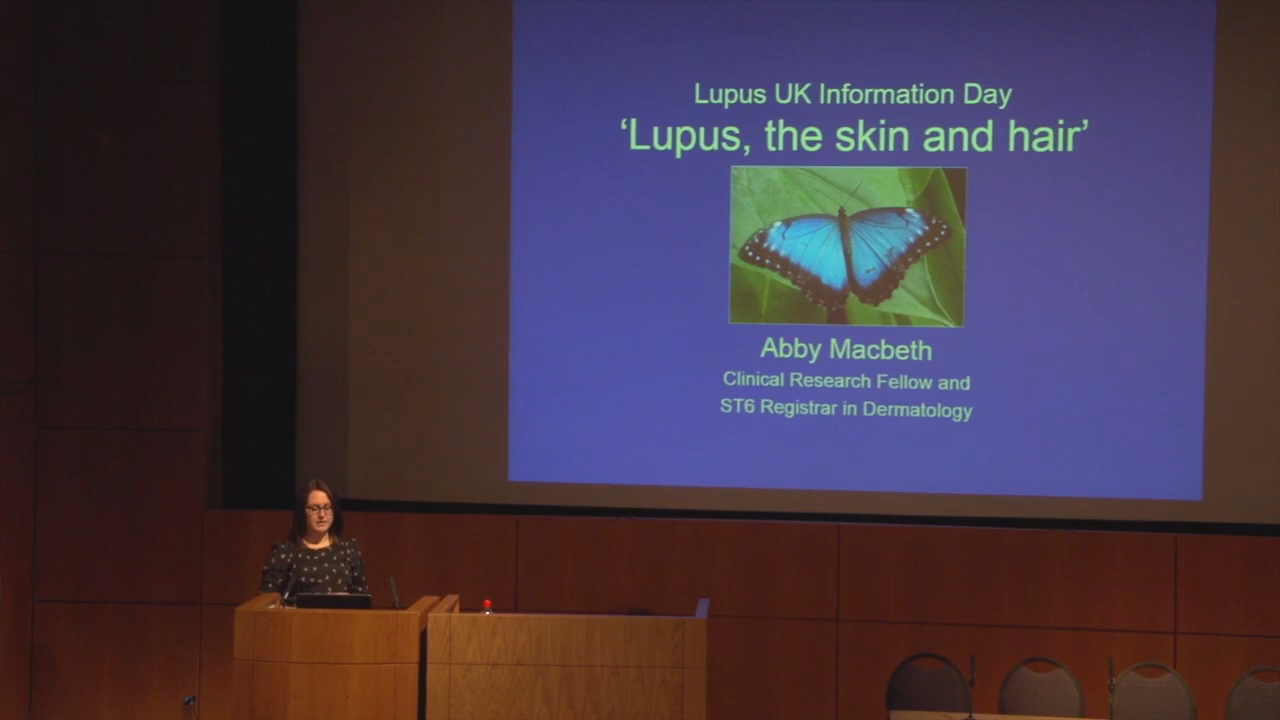 Lupus UK Information Day
‘Lupus, the skin and hair’
Abby Macbeth
Clinical Research Fellow and
ST6 Registrar in Dermatology